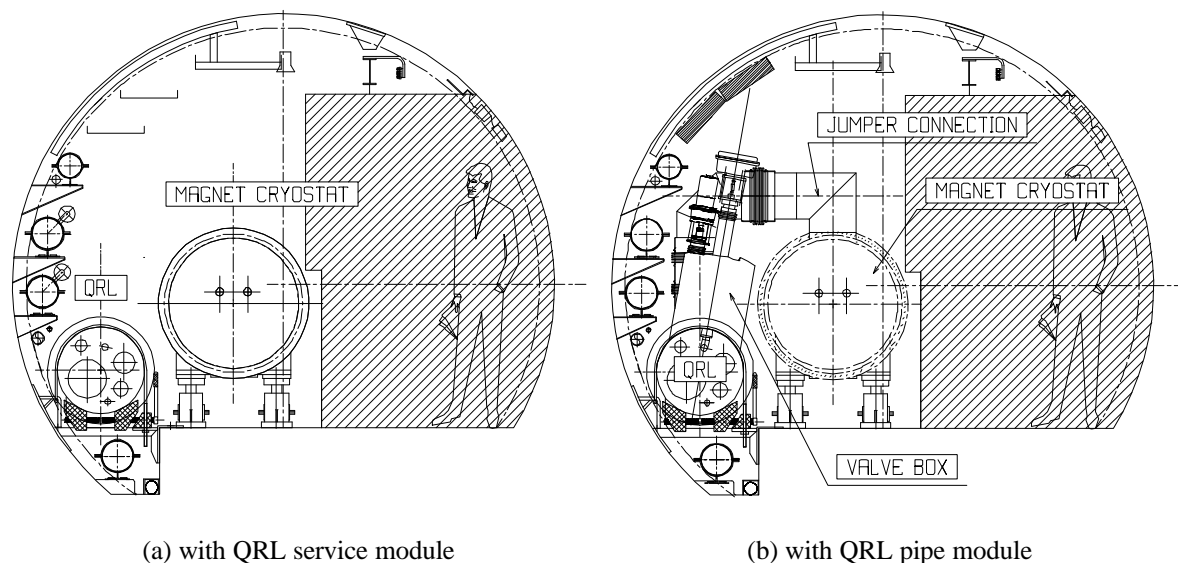 MAGNET CRYOSTAT
QRL
JUMPER CONNECTION
MAGNET CRYOSTAT
QRL
VALVE BOX
(a) with QRL service module
(b) with QRL pipe module